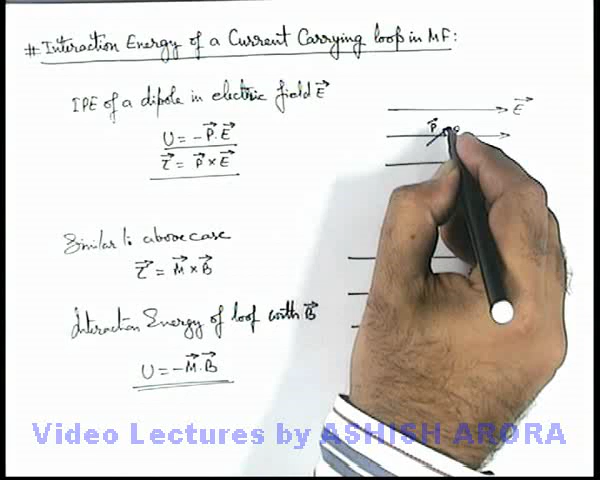 # Interaction Energy of a Current Carrying loop in MF:
IPE of a dipole in electric field E⃗
E⃗
U = -P⃗·E⃗
P⃗
τ⃗ = P⃗ × E⃗
Similar to above case
τ⃗ = M⃗ × B⃗
Interaction Energy of loop with B⃗
U = -M⃗·B⃗
Video Lectures by ASHISH ARORA